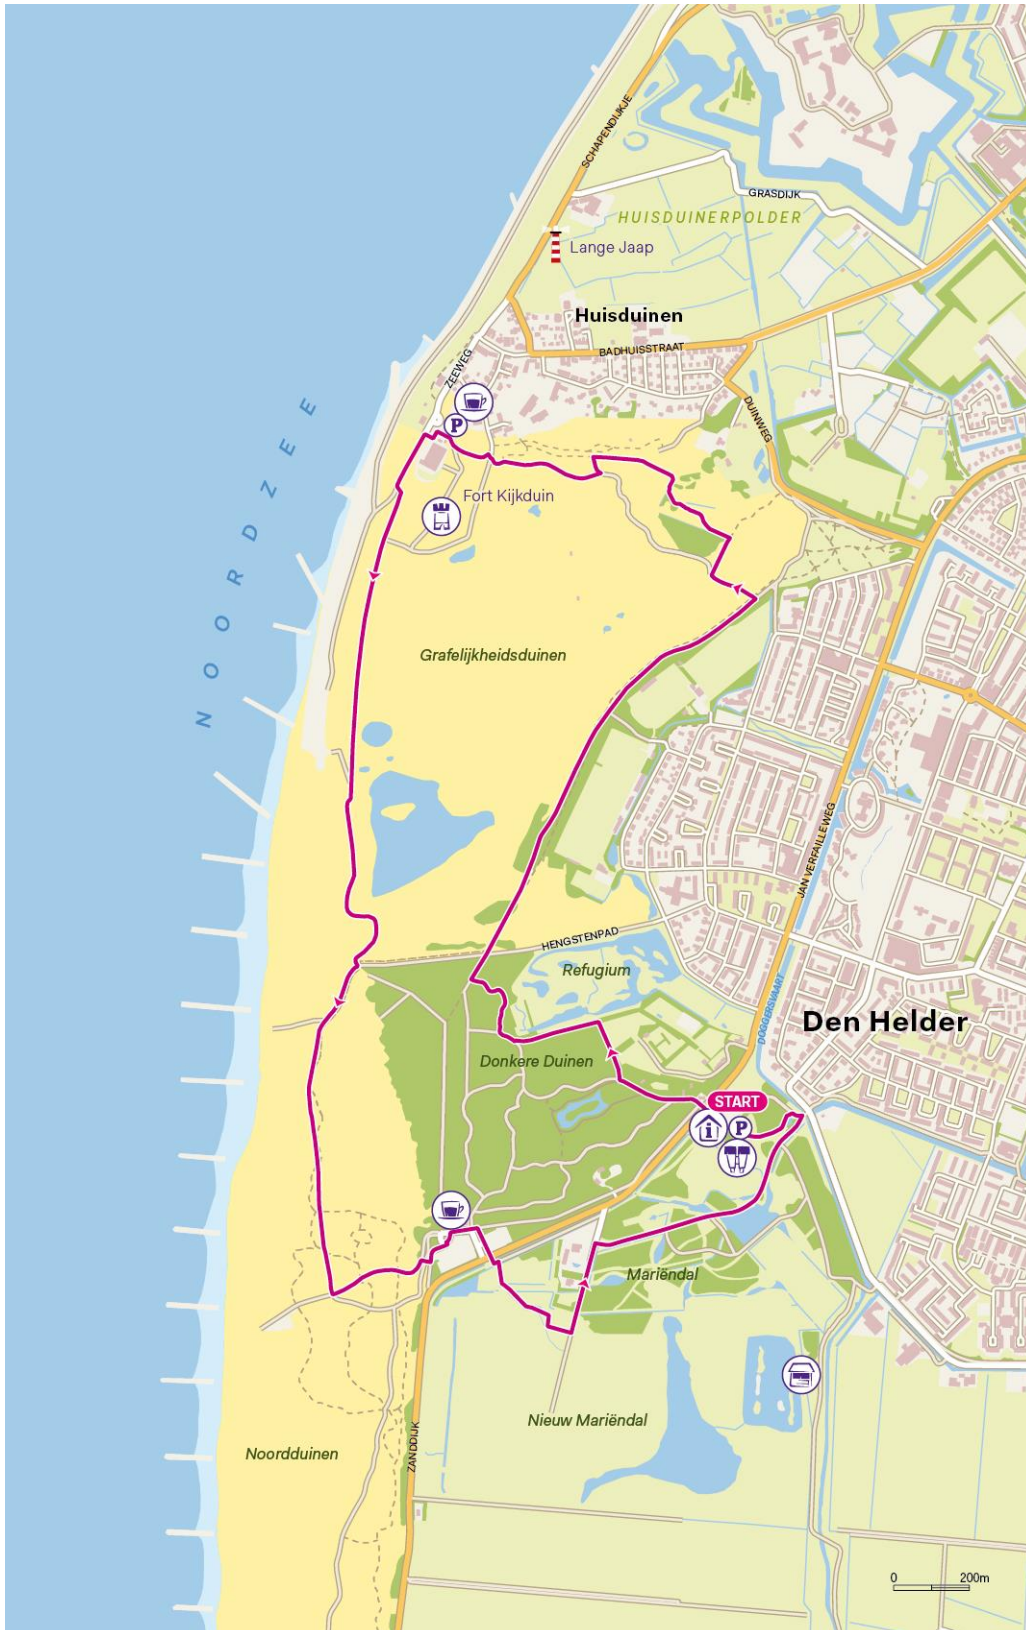 SCHAPENDIJKJE
GRASDIJK
HUISDUINERPOLDER
Lange Jaap
Huisduinen
BADHUISSTRAAT
ZEEWEG
DUINWEG
P
NOORDZEE
Fort Kijkduin
Grafelijkheidsduinen
JAN VERFAILLEWEG
HENGSTENPAD
Refugium
DOGGERSVAART
Den Helder
Donkere Duinen
START
i
P
Mariëndal
Nieuw Mariëndal
ZANDDIJK
Noordduinen
0 200m